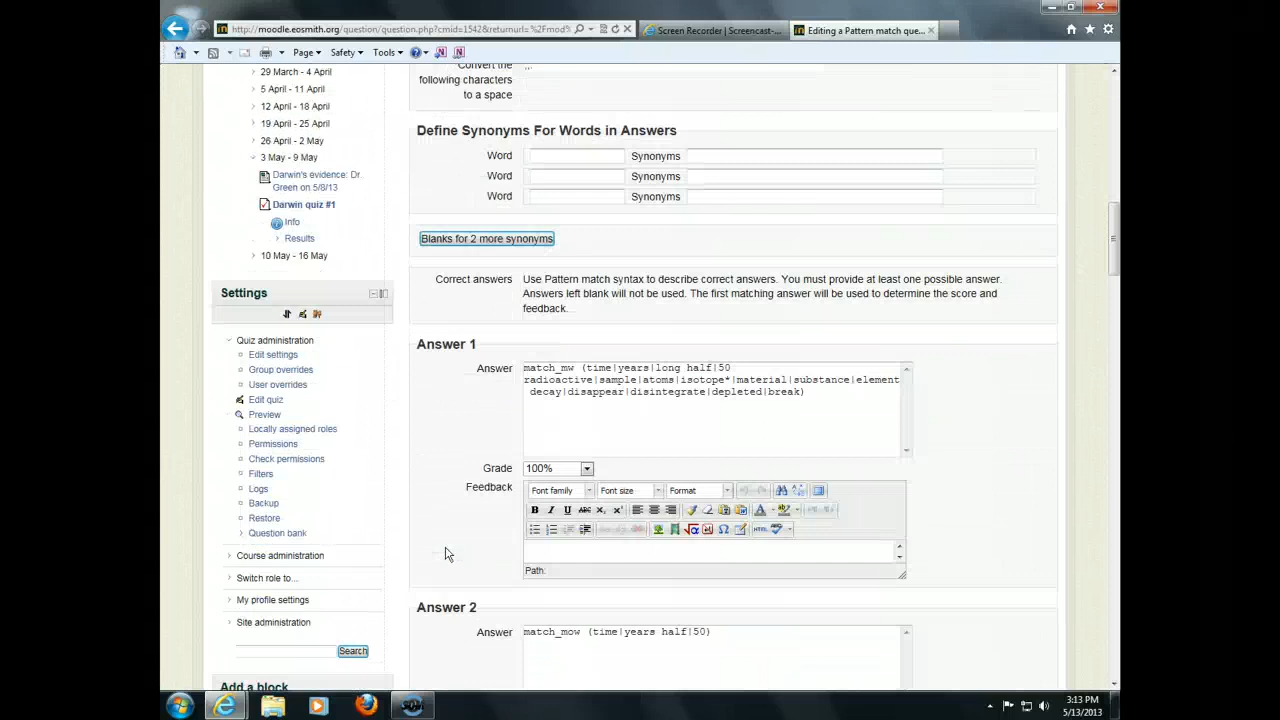 http://moodle.eosmith.org/question/question.php?cmid=1542&returnurl=%2Fmod
Screen Recorder | Screencast-...
Editing a Pattern match que...
Page Safety Tools
29 March - 4 April
5 April - 11 April
12 April - 18 April
19 April - 25 April
26 April - 2 May
3 May - 9 May
Darwin's evidence: Dr.
Green on 5/8/13
Darwin quiz #1
Info
Results
10 May - 16 May
Settings
Quiz administration
Edit settings
Group overrides
User overrides
Edit quiz
Preview
Locally assigned roles
Permissions
Check permissions
Filters
Logs
Backup
Restore
Question bank
Course administration
Switch role to...
My profile settings
Site administration
Search
Add a block
Convert the
following characters
to a space
Define Synonyms For Words in Answers
Word Synonyms
Word Synonyms
Word Synonyms
Blanks for 2 more synonyms
Correct answers Use Pattern match syntax to describe correct answers. You must provide at least one possible answer.
Answers left blank will not be used. The first matching answer will be used to determine the score and
feedback.
Answer 1
Answer match_mw (time|years|long half|50
radioactive|sample|atoms|isotope*|material|substance|element
decay|disappear|disintegrate|depleted|break)
Grade 100%
Feedback Font family Font size Format
B I U ABC
HTML
Path:
Answer 2
Answer match_mow (time|years half|50)
3:13 PM
5/13/2013